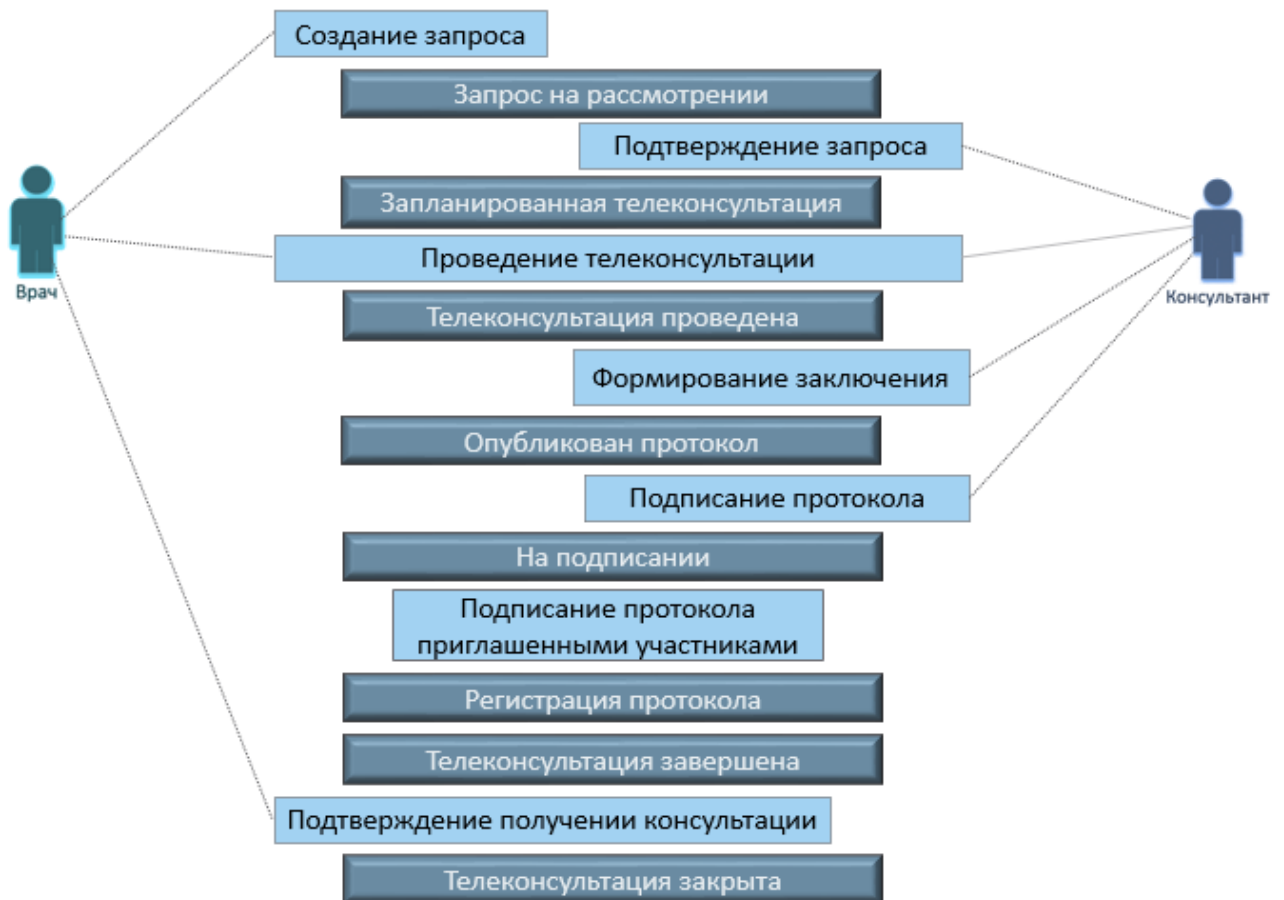 Создание запроса
Запрос на рассмотрении
Подтверждение запроса
Запланированная телеконсультация
Проведение телеконсультации
Врач
Консультант
Телеконсультация проведена
Формирование заключения
Опубликован протокол
Подписание протокола
На подписании
Подписание протокола
приглашенными участниками
Регистрация протокола
Телеконсультация завершена
Подтверждение получении консультации
Телеконсультация закрыта